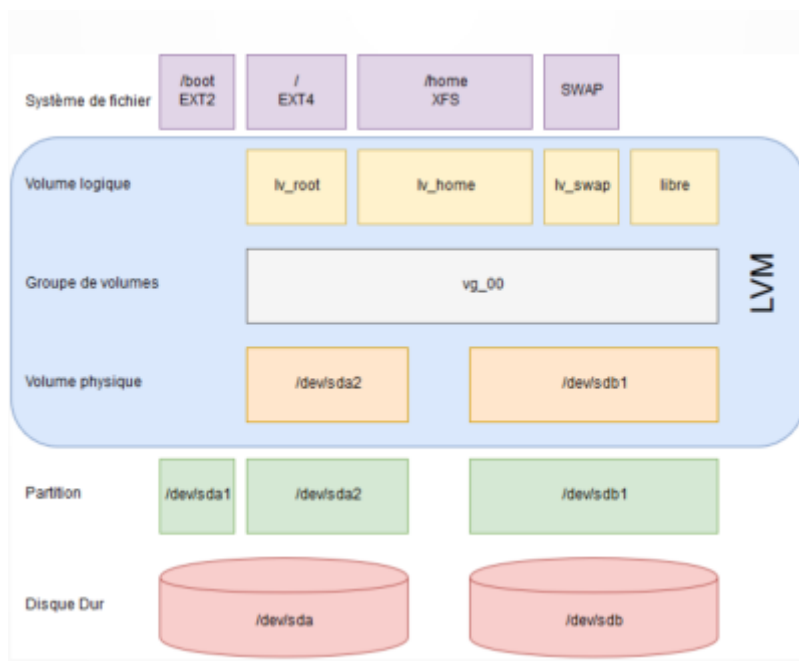 /boot
EXT2
/
EXT4
/home
XFS
SWAP
Système de fichier
Volume logique
lv_root
lv_home
lv_swap
libre
Groupe de volumes
vg_00
LVM
Volume physique
/dev/sda2
/dev/sdb1
Partition
/dev/sda1
/dev/sda2
/dev/sdb1
Disque Dur
/dev/sda
/dev/sdb